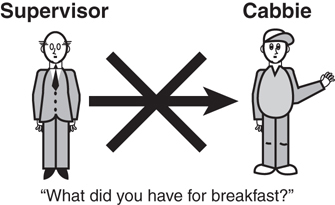 Supervisor
Cabbie
“What did you have for breakfast?”